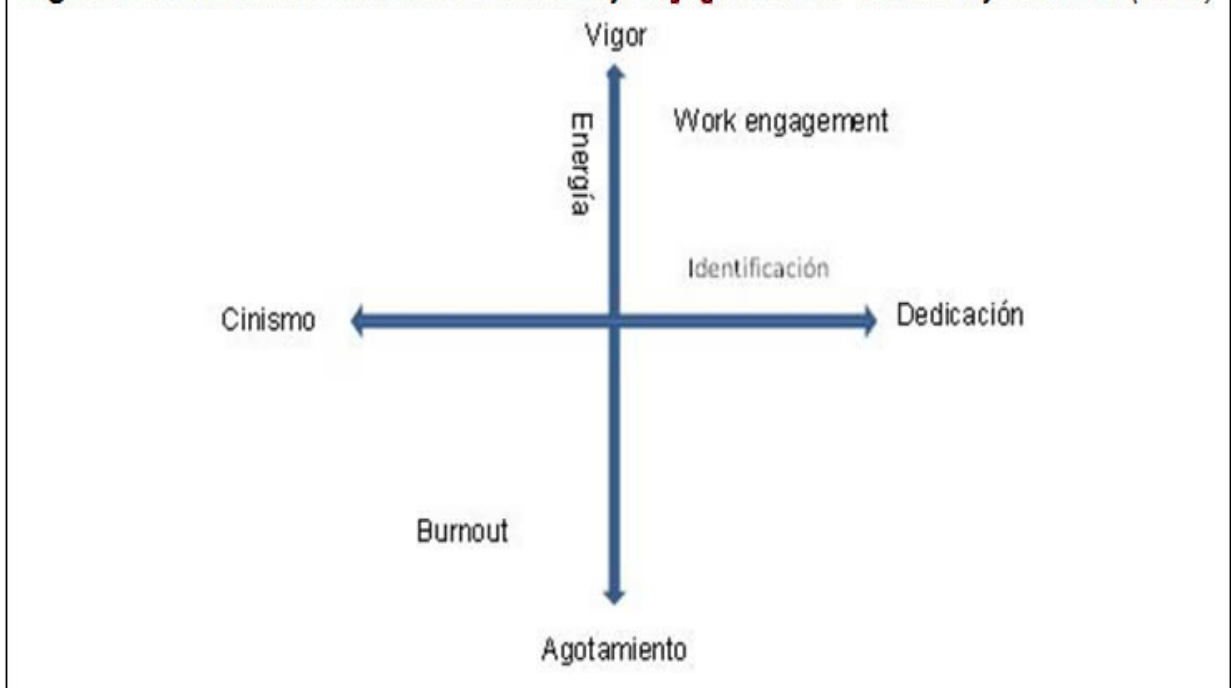 Vigor
Energía
Work engagement
Identificación
Cinismo
Dedicación
Burnout
Agotamiento